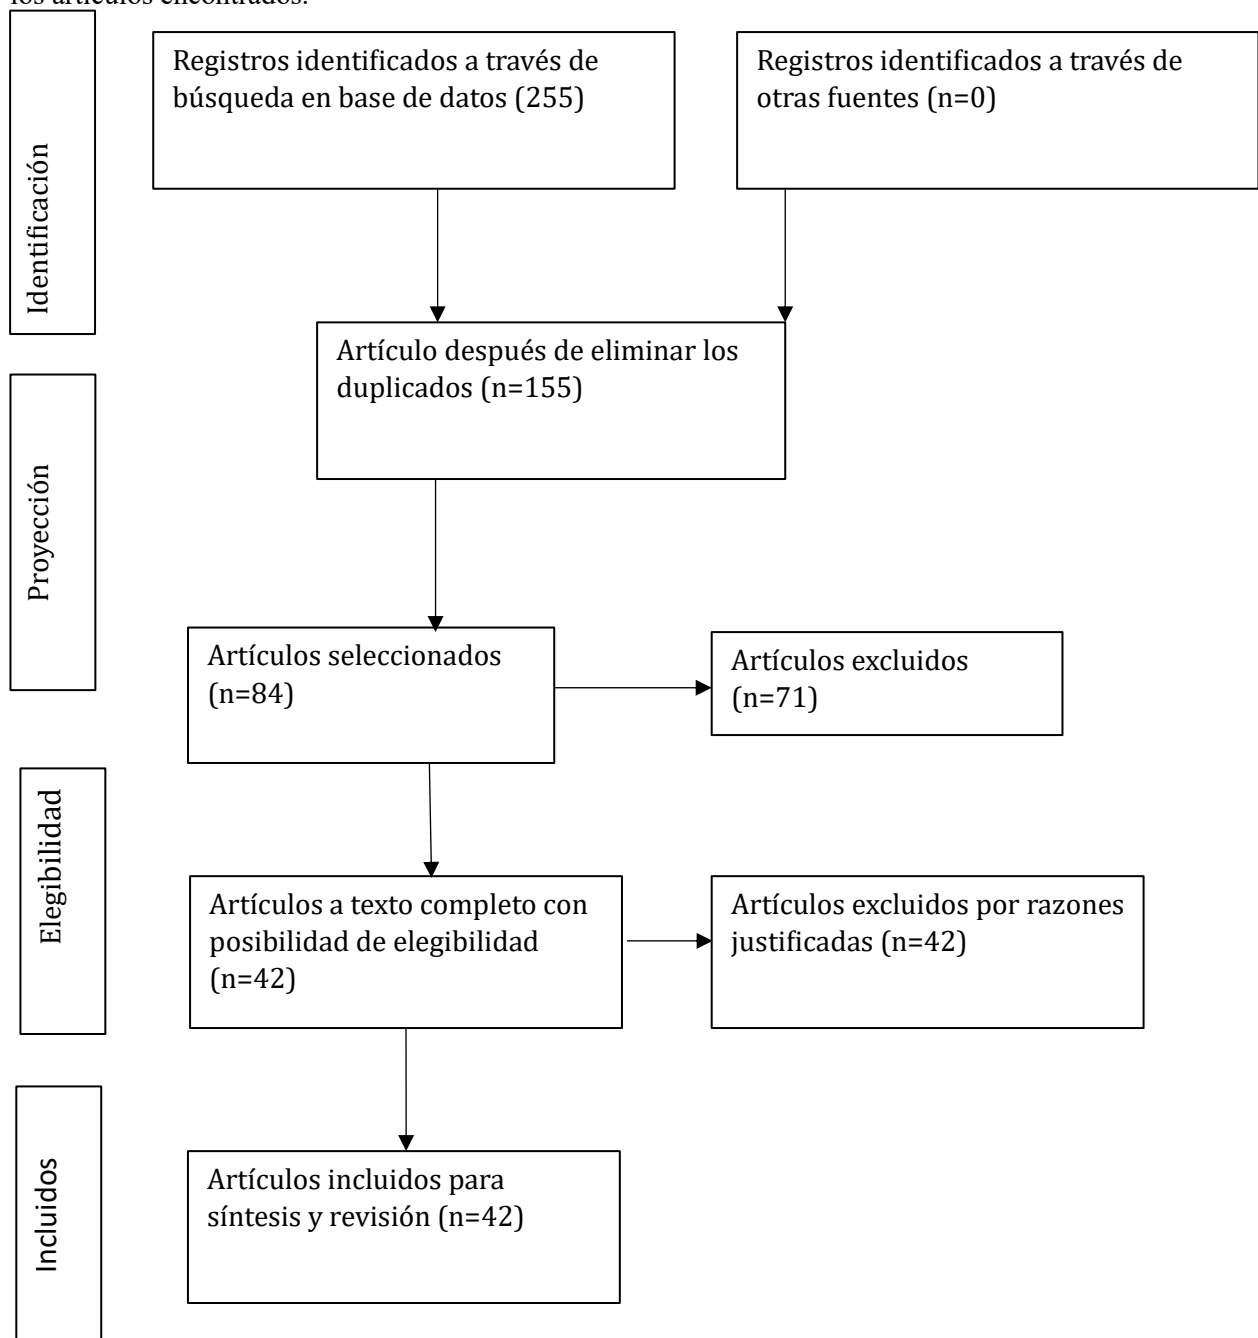 los artículos encontrados.
Identificación
Registros identificados a través de
búsqueda en base de datos (255)
Registros identificados a través de
otras fuentes (n=0)
Artículo después de eliminar los
duplicados (n=155)
Proyección
Artículos seleccionados
(n=84)
Artículos excluidos
(n=71)
Elegibilidad
Artículos a texto completo con
posibilidad de elegibilidad
(n=42)
Artículos excluidos por razones
justificadas (n=42)
Incluidos
Artículos incluidos para
síntesis y revisión (n=42)